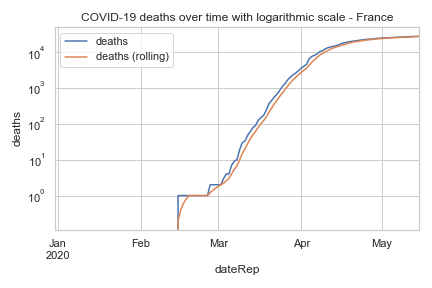 COVID-19 deaths over time with logarithmic scale - France
deaths
deaths (rolling)
10⁴
10³
10²
10¹
10⁰
deaths
Jan
2020
Feb
Mar
Apr
May
dateRep